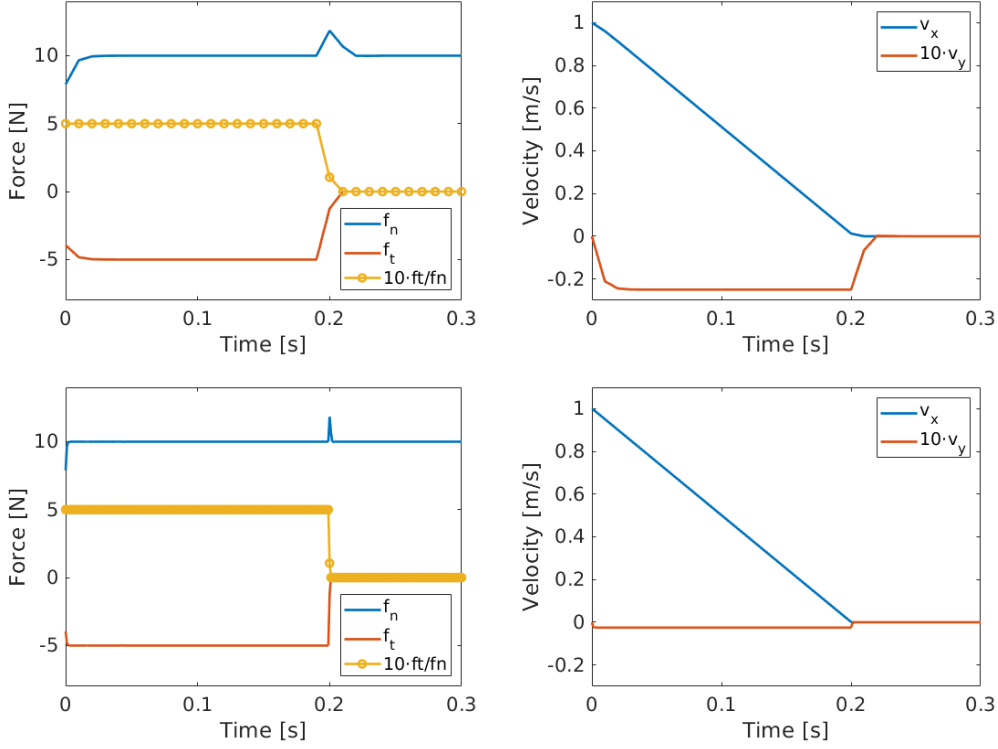 10
5
0
-5
Force [N]
f_n
f_t
10·ft/fn
0
0.1
0.2
0.3
Time [s]
1
0.8
0.6
0.4
0.2
0
-0.2
Velocity [m/s]
v_x
10·v_y
0
0.1
0.2
0.3
Time [s]
10
5
0
-5
Force [N]
f_n
f_t
10·ft/fn
0
0.1
0.2
0.3
Time [s]
1
0.8
0.6
0.4
0.2
0
-0.2
Velocity [m/s]
v_x
10·v_y
0
0.1
0.2
0.3
Time [s]